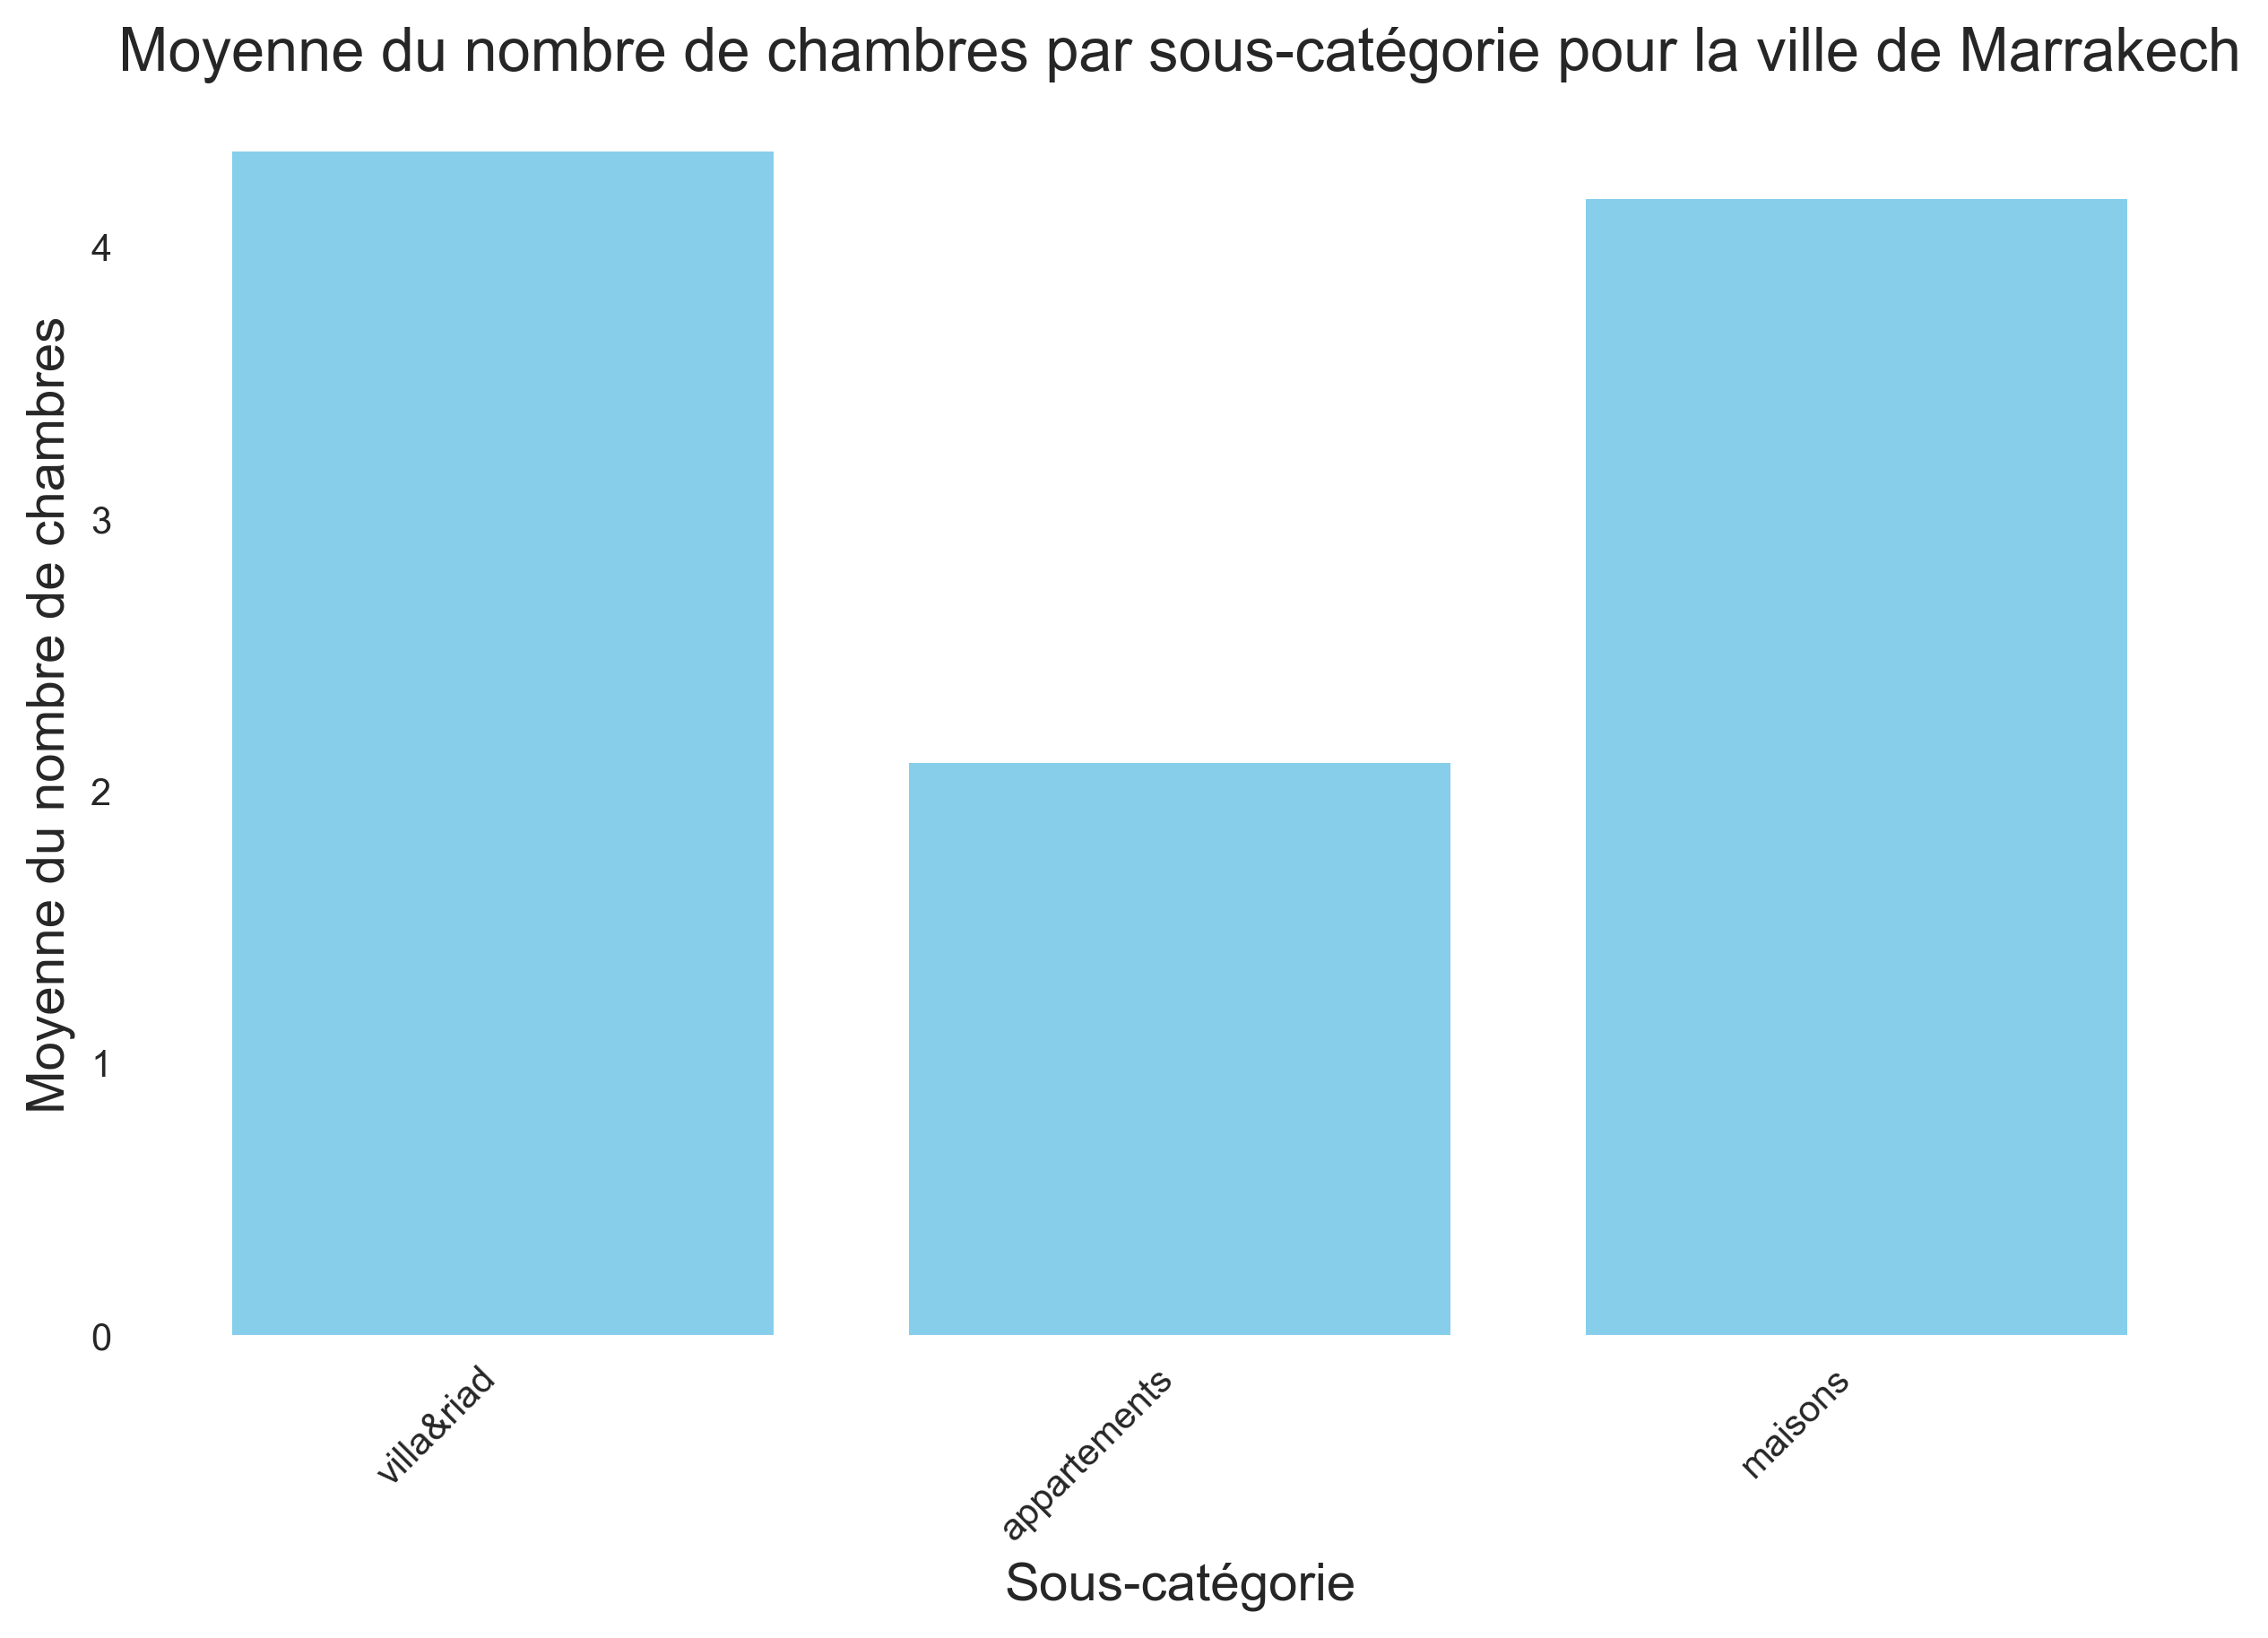 Moyenne du nombre de chambres par sous-catégorie pour la ville de Marrakech
Moyenne du nombre de chambres
4
3
2
1
0
villa&riad
appartements
maisons
Sous-catégorie